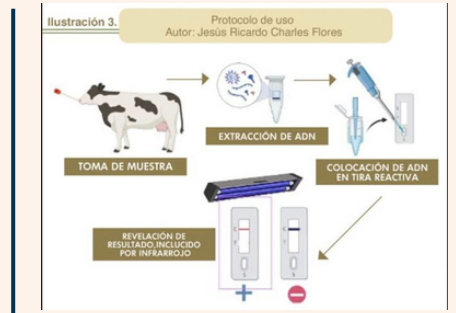 Ilustración 3.
Protocolo de uso
Autor: Jesús Ricardo Charles Flores
TOMA DE MUESTRA
EXTRACCIÓN DE ADN
COLOCACIÓN DE ADN
EN TIRA REACTIVA
REVELACIÓN DE
RESULTADO,INCLUCIDO
POR INFRARROJO
C
T
S
C
T
S